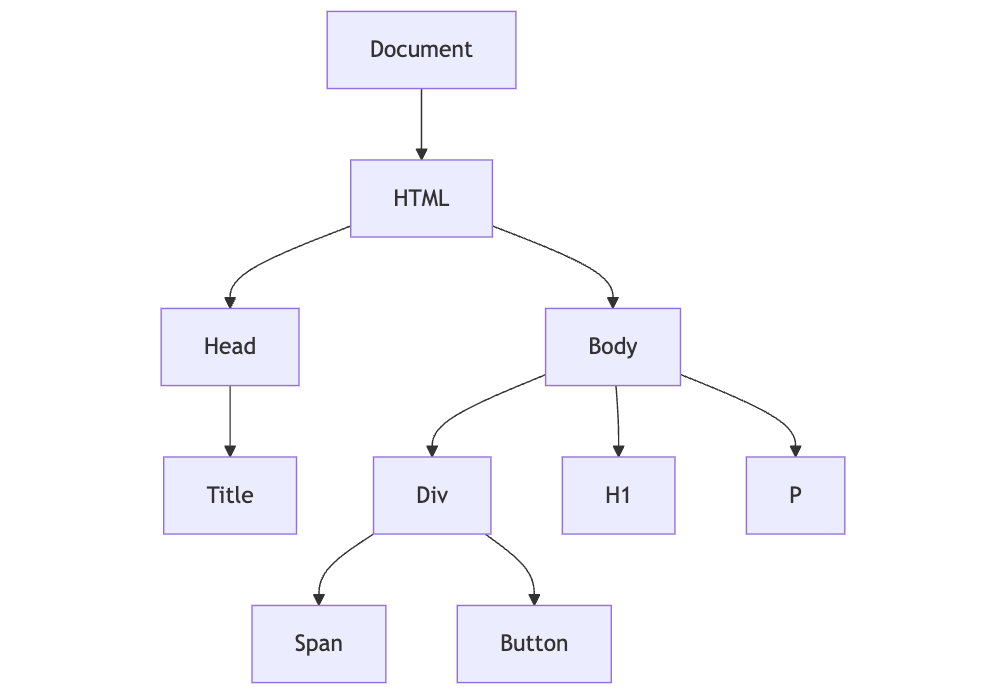 Document
HTML
Head
Body
Title
Div
H1
P
Span
Button